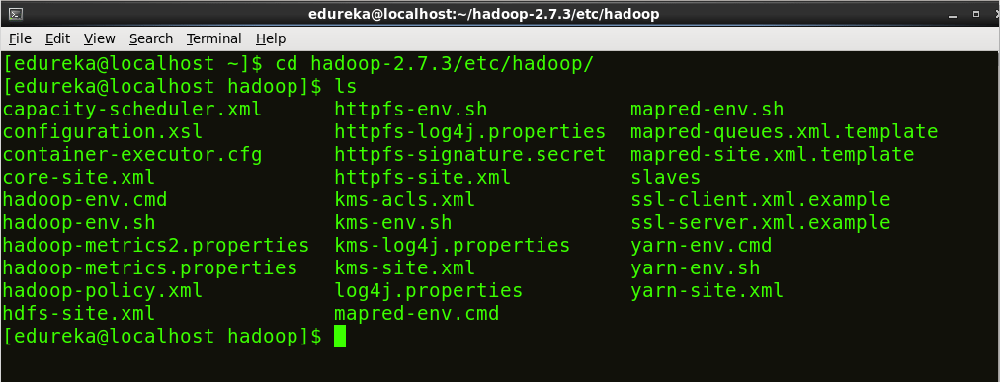 edureka@localhost:~/hadoop-2.7.3/etc/hadoop
File Edit View Search Terminal Help
[edureka@localhost ~]$ cd hadoop-2.7.3/etc/hadoop/
[edureka@localhost hadoop]$ ls
capacity-scheduler.xml httpfs-env.sh mapred-env.sh
configuration.xsl httpfs-log4j.properties mapred-queues.xml.template
container-executor.cfg httpfs-signature.secret mapred-site.xml.template
core-site.xml httpfs-site.xml slaves
hadoop-env.cmd kms-acls.xml ssl-client.xml.example
hadoop-env.sh kms-env.sh ssl-server.xml.example
hadoop-metrics2.properties kms-log4j.properties yarn-env.cmd
hadoop-metrics.properties kms-site.xml yarn-env.sh
hadoop-policy.xml log4j.properties yarn-site.xml
hdfs-site.xml mapred-env.cmd
[edureka@localhost hadoop]$